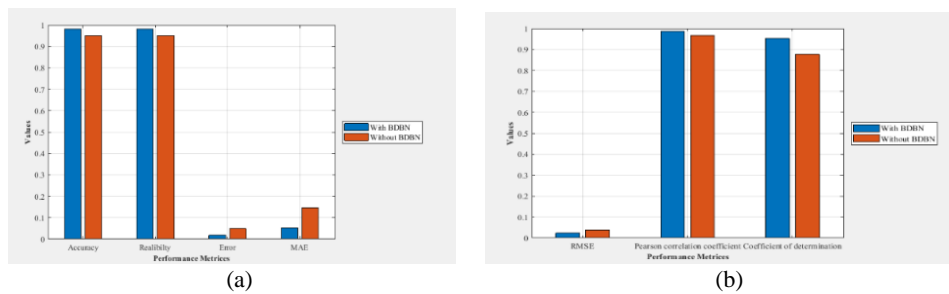 1
0.9
0.8
0.7
0.6
0.5
0.4
0.3
0.2
0.1
0
Values
Accuracy Realibilty Error MAE
Performance Metrices
With BDBN
Without BDBN
(a)
1
0.9
0.8
0.7
0.6
0.5
0.4
0.3
0.2
0.1
0
Values
RMSE Pearson correlation coefficient Coefficient of determination
Performance Metrices
With BDBN
Without BDBN
(b)